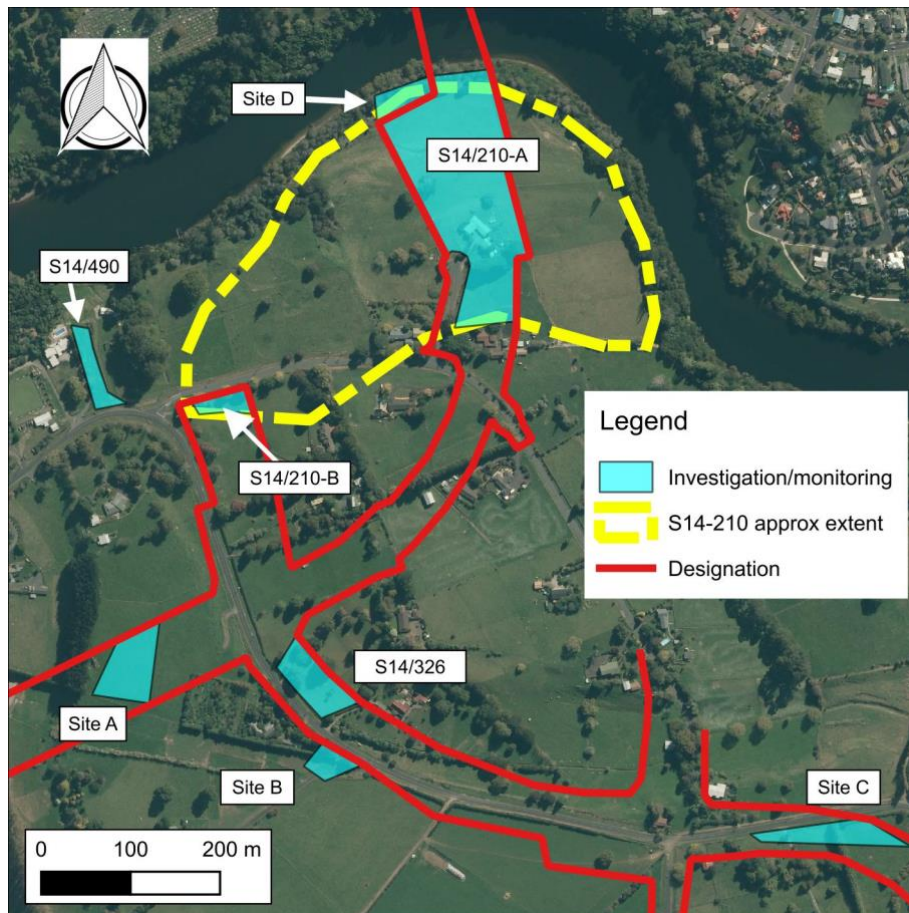 Site D
S14/210-A
S14/490
S14/210-B
Legend
Investigation/monitoring
S14-210 approx extent
Designation
S14/326
Site A
Site B
Site C
0 100 200 m